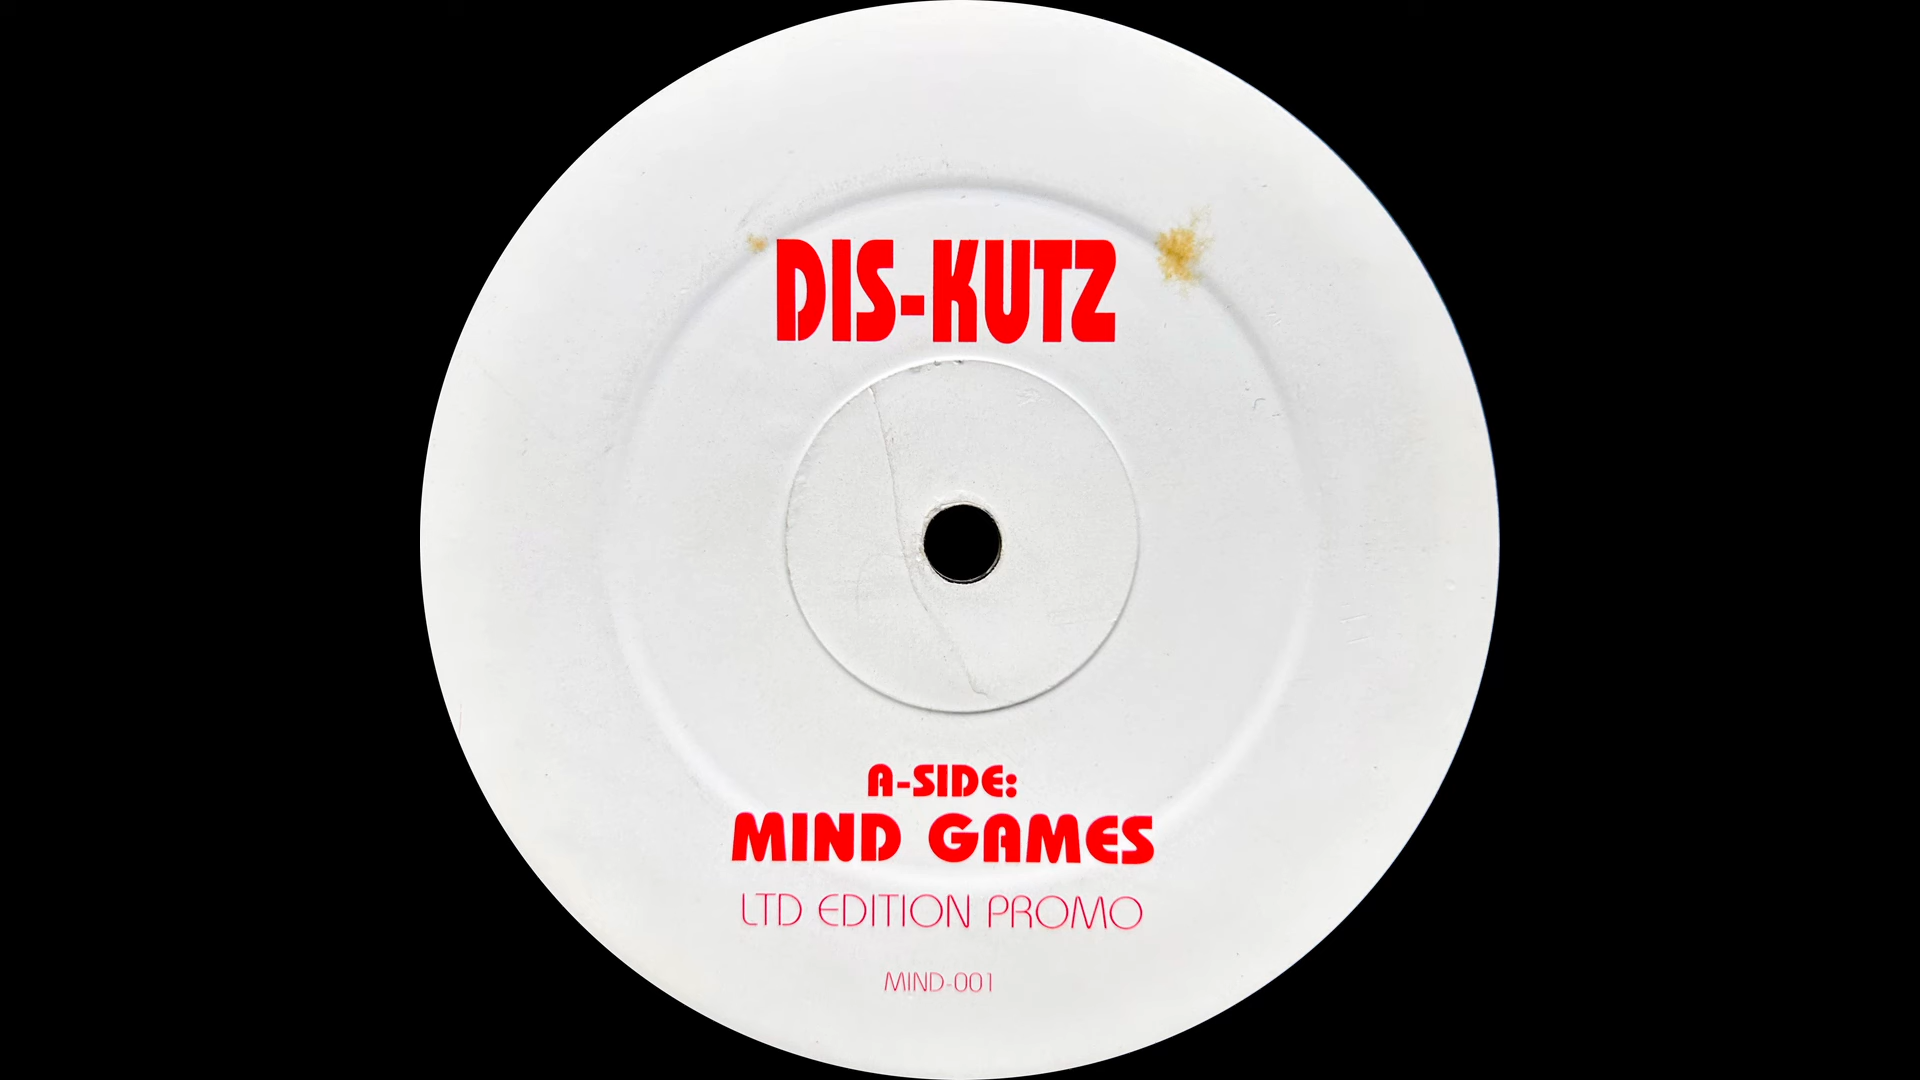 DIS-KUTZ
A-SIDE:
MIND GAMES
LTD EDITION PROMO
MIND-001